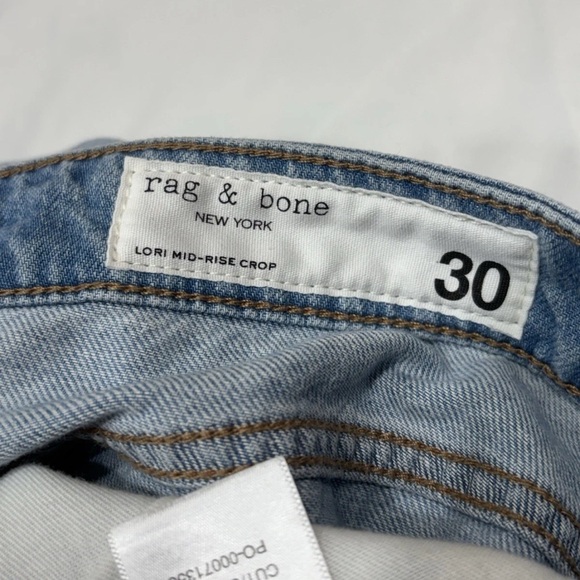 rag & bone
NEW YORK
LORI MID-RISE CROP
30